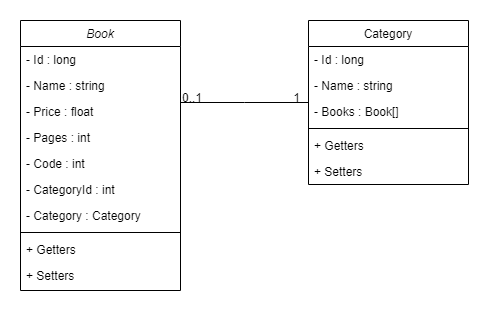 Book
- Id : long
- Name : string
- Price : float
- Pages : int
- Code : int
- CategoryId : int
- Category : Category
+ Getters
+ Setters
0..1
1
Category
- Id : long
- Name : string
- Books : Book[]
+ Getters
+ Setters